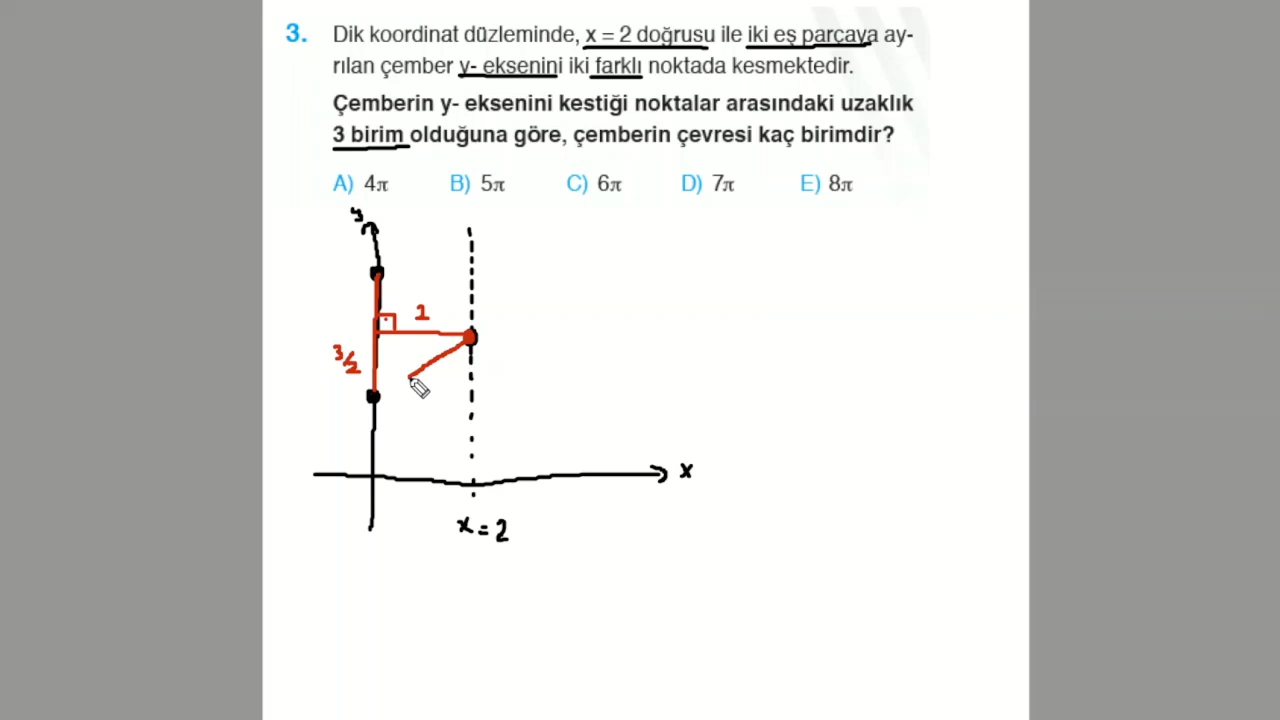 3. Dik koordinat düzleminde, x = 2 doğrusu ile iki eş parçaya ay-
rılan çember y- eksenini iki farklı noktada kesmektedir.
Çemberin y- eksenini kestiği noktalar arasındaki uzaklık
3 birim olduğuna göre, çemberin çevresi kaç birimdir?
A) 4π B) 5π C) 6π D) 7π E) 8π
y
2
3/2
x
x = 2